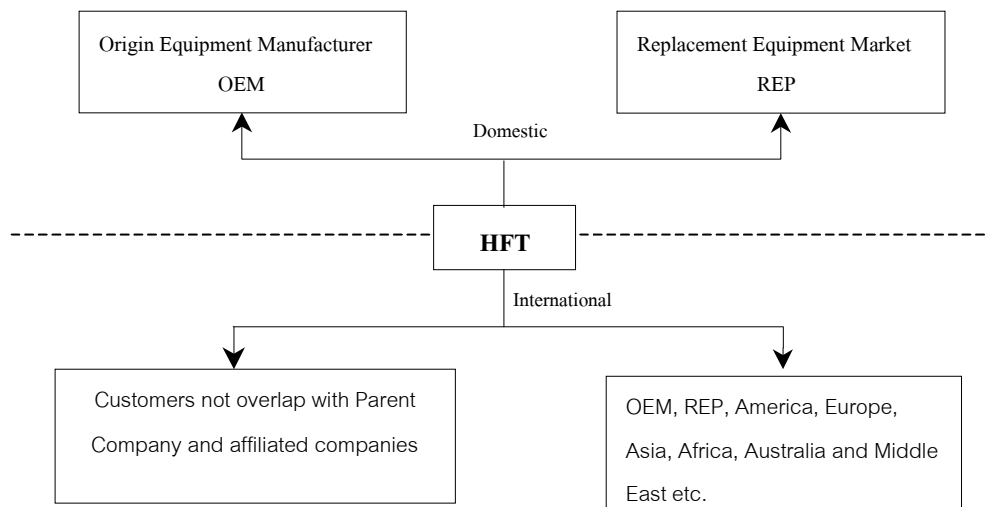 Origin Equipment Manufacturer
OEM
Replacement Equipment Market
REP
Domestic
HFT
International
Customers not overlap with Parent
Company and affiliated companies
OEM, REP, America, Europe,
Asia, Africa, Australia and Middle
East etc.